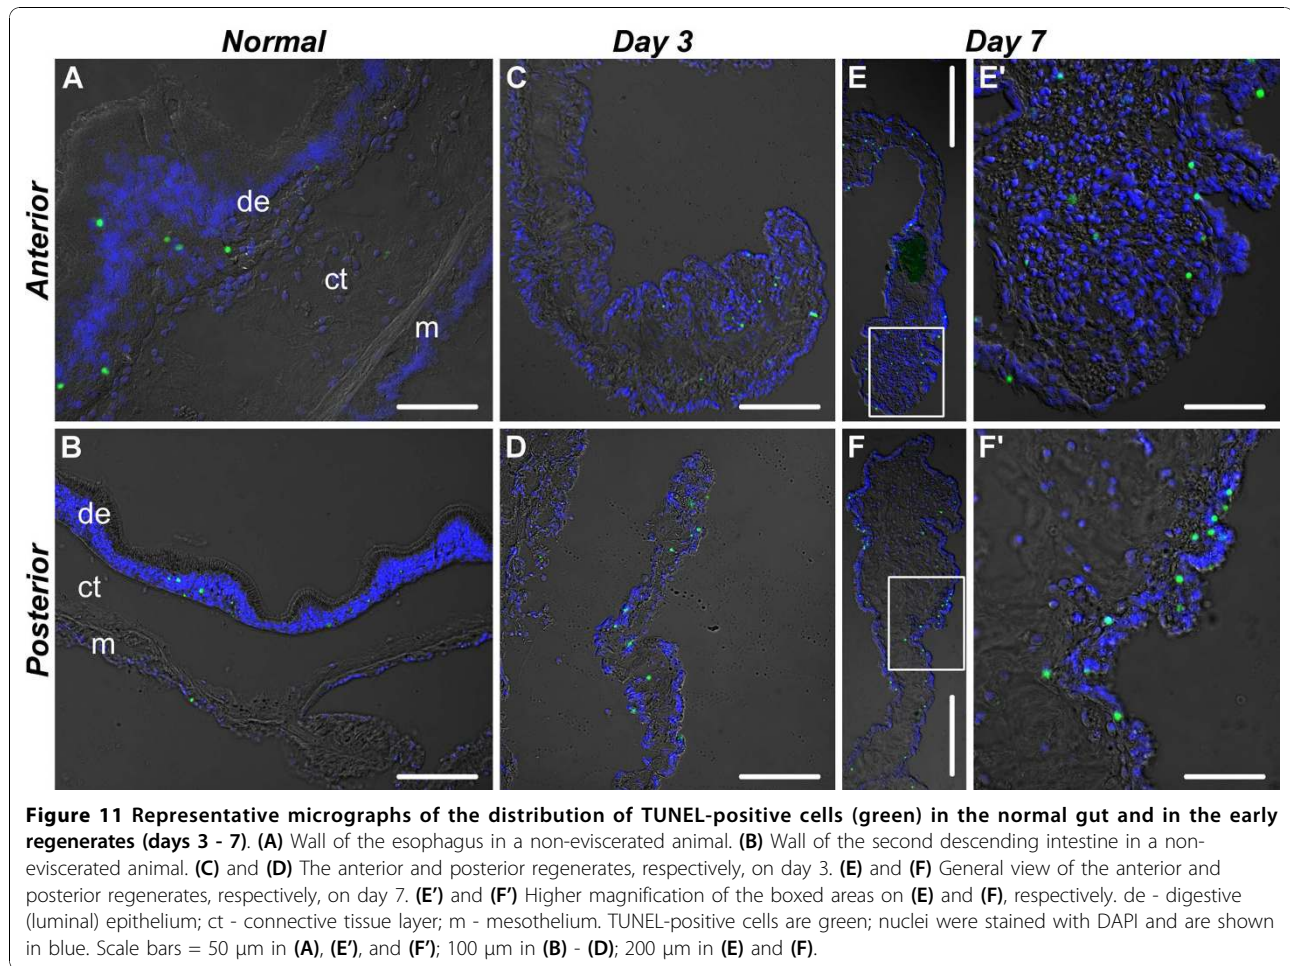 Normal Day 3 Day 7
Anterior
A
de
ct
m
C
E
E'
Posterior
B
de
ct
m
D
F
F'
Figure 11 Representative micrographs of the distribution of TUNEL-positive cells (green) in the normal gut and in the early
regenerates (days 3 - 7). (A) Wall of the esophagus in a non-eviscerated animal. (B) Wall of the second descending intestine in a non-
eviscerated animal. (C) and (D) The anterior and posterior regenerates, respectively, on day 3. (E) and (F) General view of the anterior and
posterior regenerates, respectively, on day 7. (E’) and (F’) Higher magnification of the boxed areas on (E) and (F), respectively. de - digestive
(luminal) epithelium; ct - connective tissue layer; m - mesothelium. TUNEL-positive cells are green; nuclei were stained with DAPI and are shown
in blue. Scale bars = 50 μm in (A), (E’), and (F’); 100 μm in (B) - (D); 200 μm in (E) and (F).